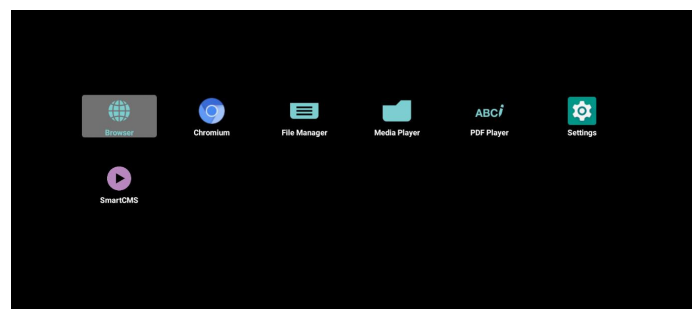 ABCi
Browser
Chromium
File Manager
Media Player
PDF Player
Settings
SmartCMS